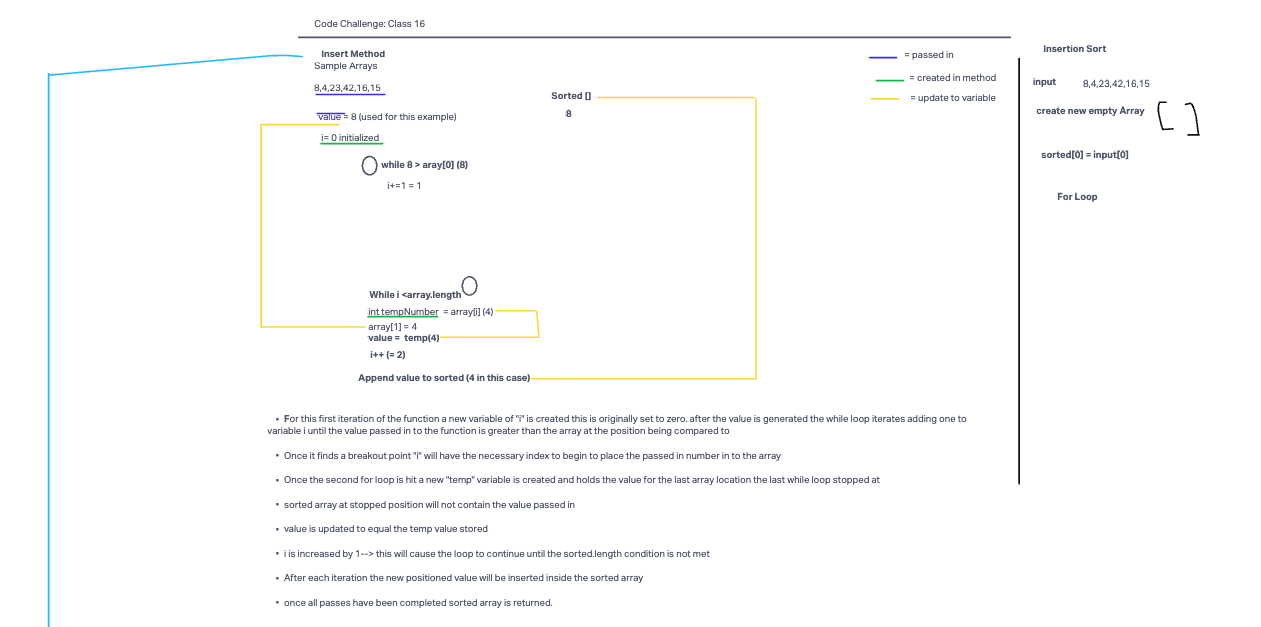 Code Challenge: Class 16
Insert Method
Sample Arrays
8,4,23,42,16,15
value = 8 (used for this example)
i= 0 initialized
while 8 > aray[0] (8)
i+=1 = 1
Sorted []
8
While i <array.length
int tempNumber = array[i] (4)
array[1] = 4
value = temp(4)
i++ (= 2)
Append value to sorted (4 in this case)
= passed in
= created in method
= update to variable
• For this first iteration of the function a new variable of "i" is created this is originally set to zero. after the value is generated the while loop iterates adding one to
variable i until the value passed in to the function is greater than the array at the position being compared to
• Once it finds a breakout point "i" will have the necessary index to begin to place the passed in number in to the array
• Once the second for loop is hit a new "temp" variable is created and holds the value for the last array location the last while loop stopped at
• sorted array at stopped position will not contain the value passed in
• value is updated to equal the temp value stored
• i is increased by 1--> this will cause the loop to continue until the sorted.length condition is not met
• After each iteration the new positioned value will be inserted inside the sorted array
• once all passes have been completed sorted array is returned.
Insertion Sort
input 8,4,23,42,16,15
create new empty Array [ ]
sorted[0] = input[0]
For Loop